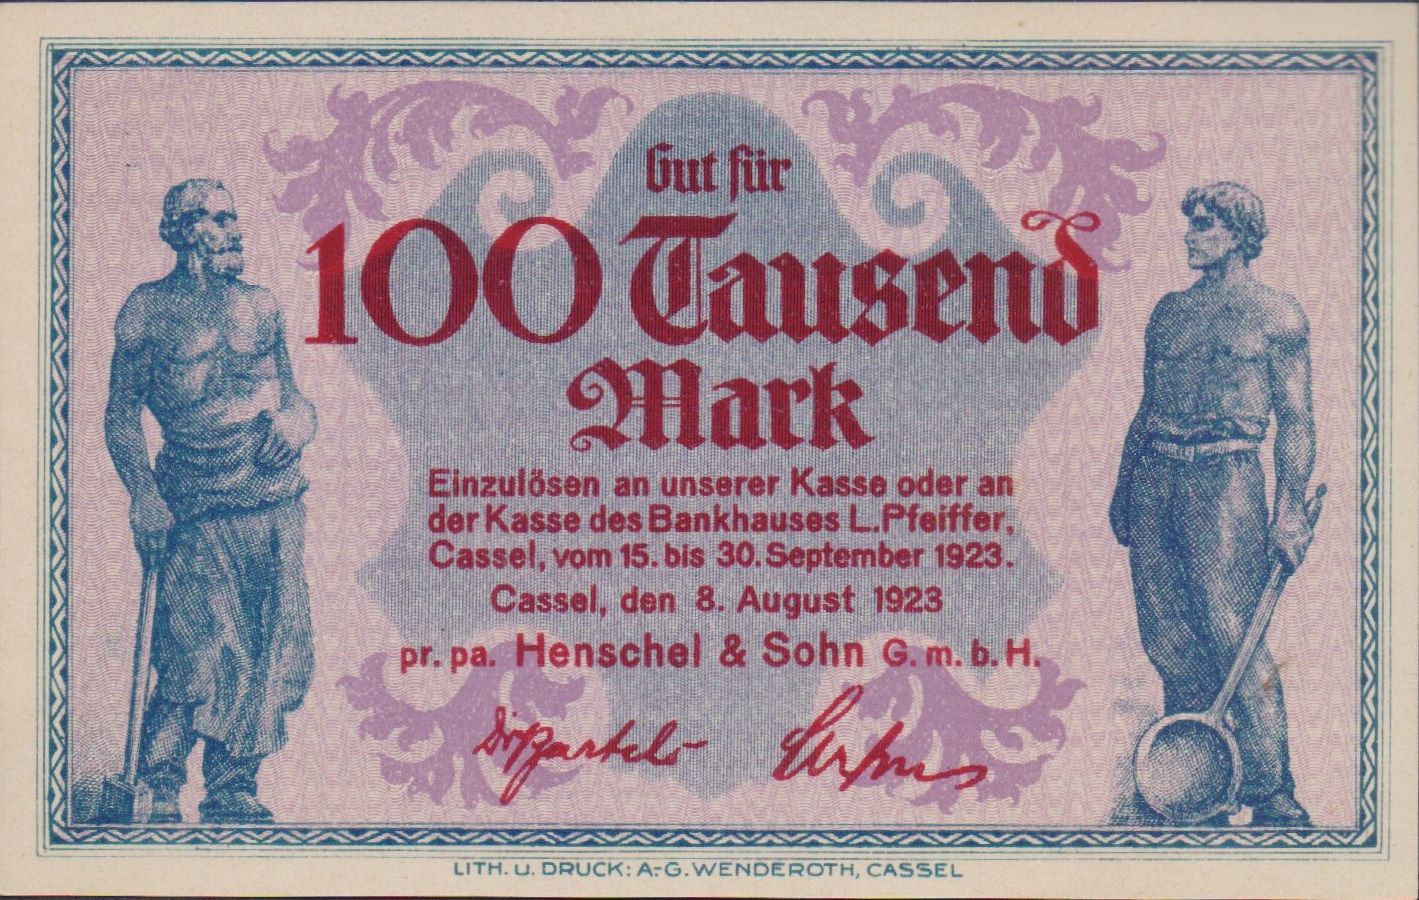 Gut für
100 Tausend
Mark
Einzulösen an unserer Kasse oder an
der Kasse des Bankhauses L. Pfeiffer,
Cassel, vom 15. bis 30. September 1923.
Cassel, den 8. August 1923
pr. pa. Henschel & Sohn G. m. b. H.
LITH. u. DRUCK: A.-G. WENDEROTH, CASSEL